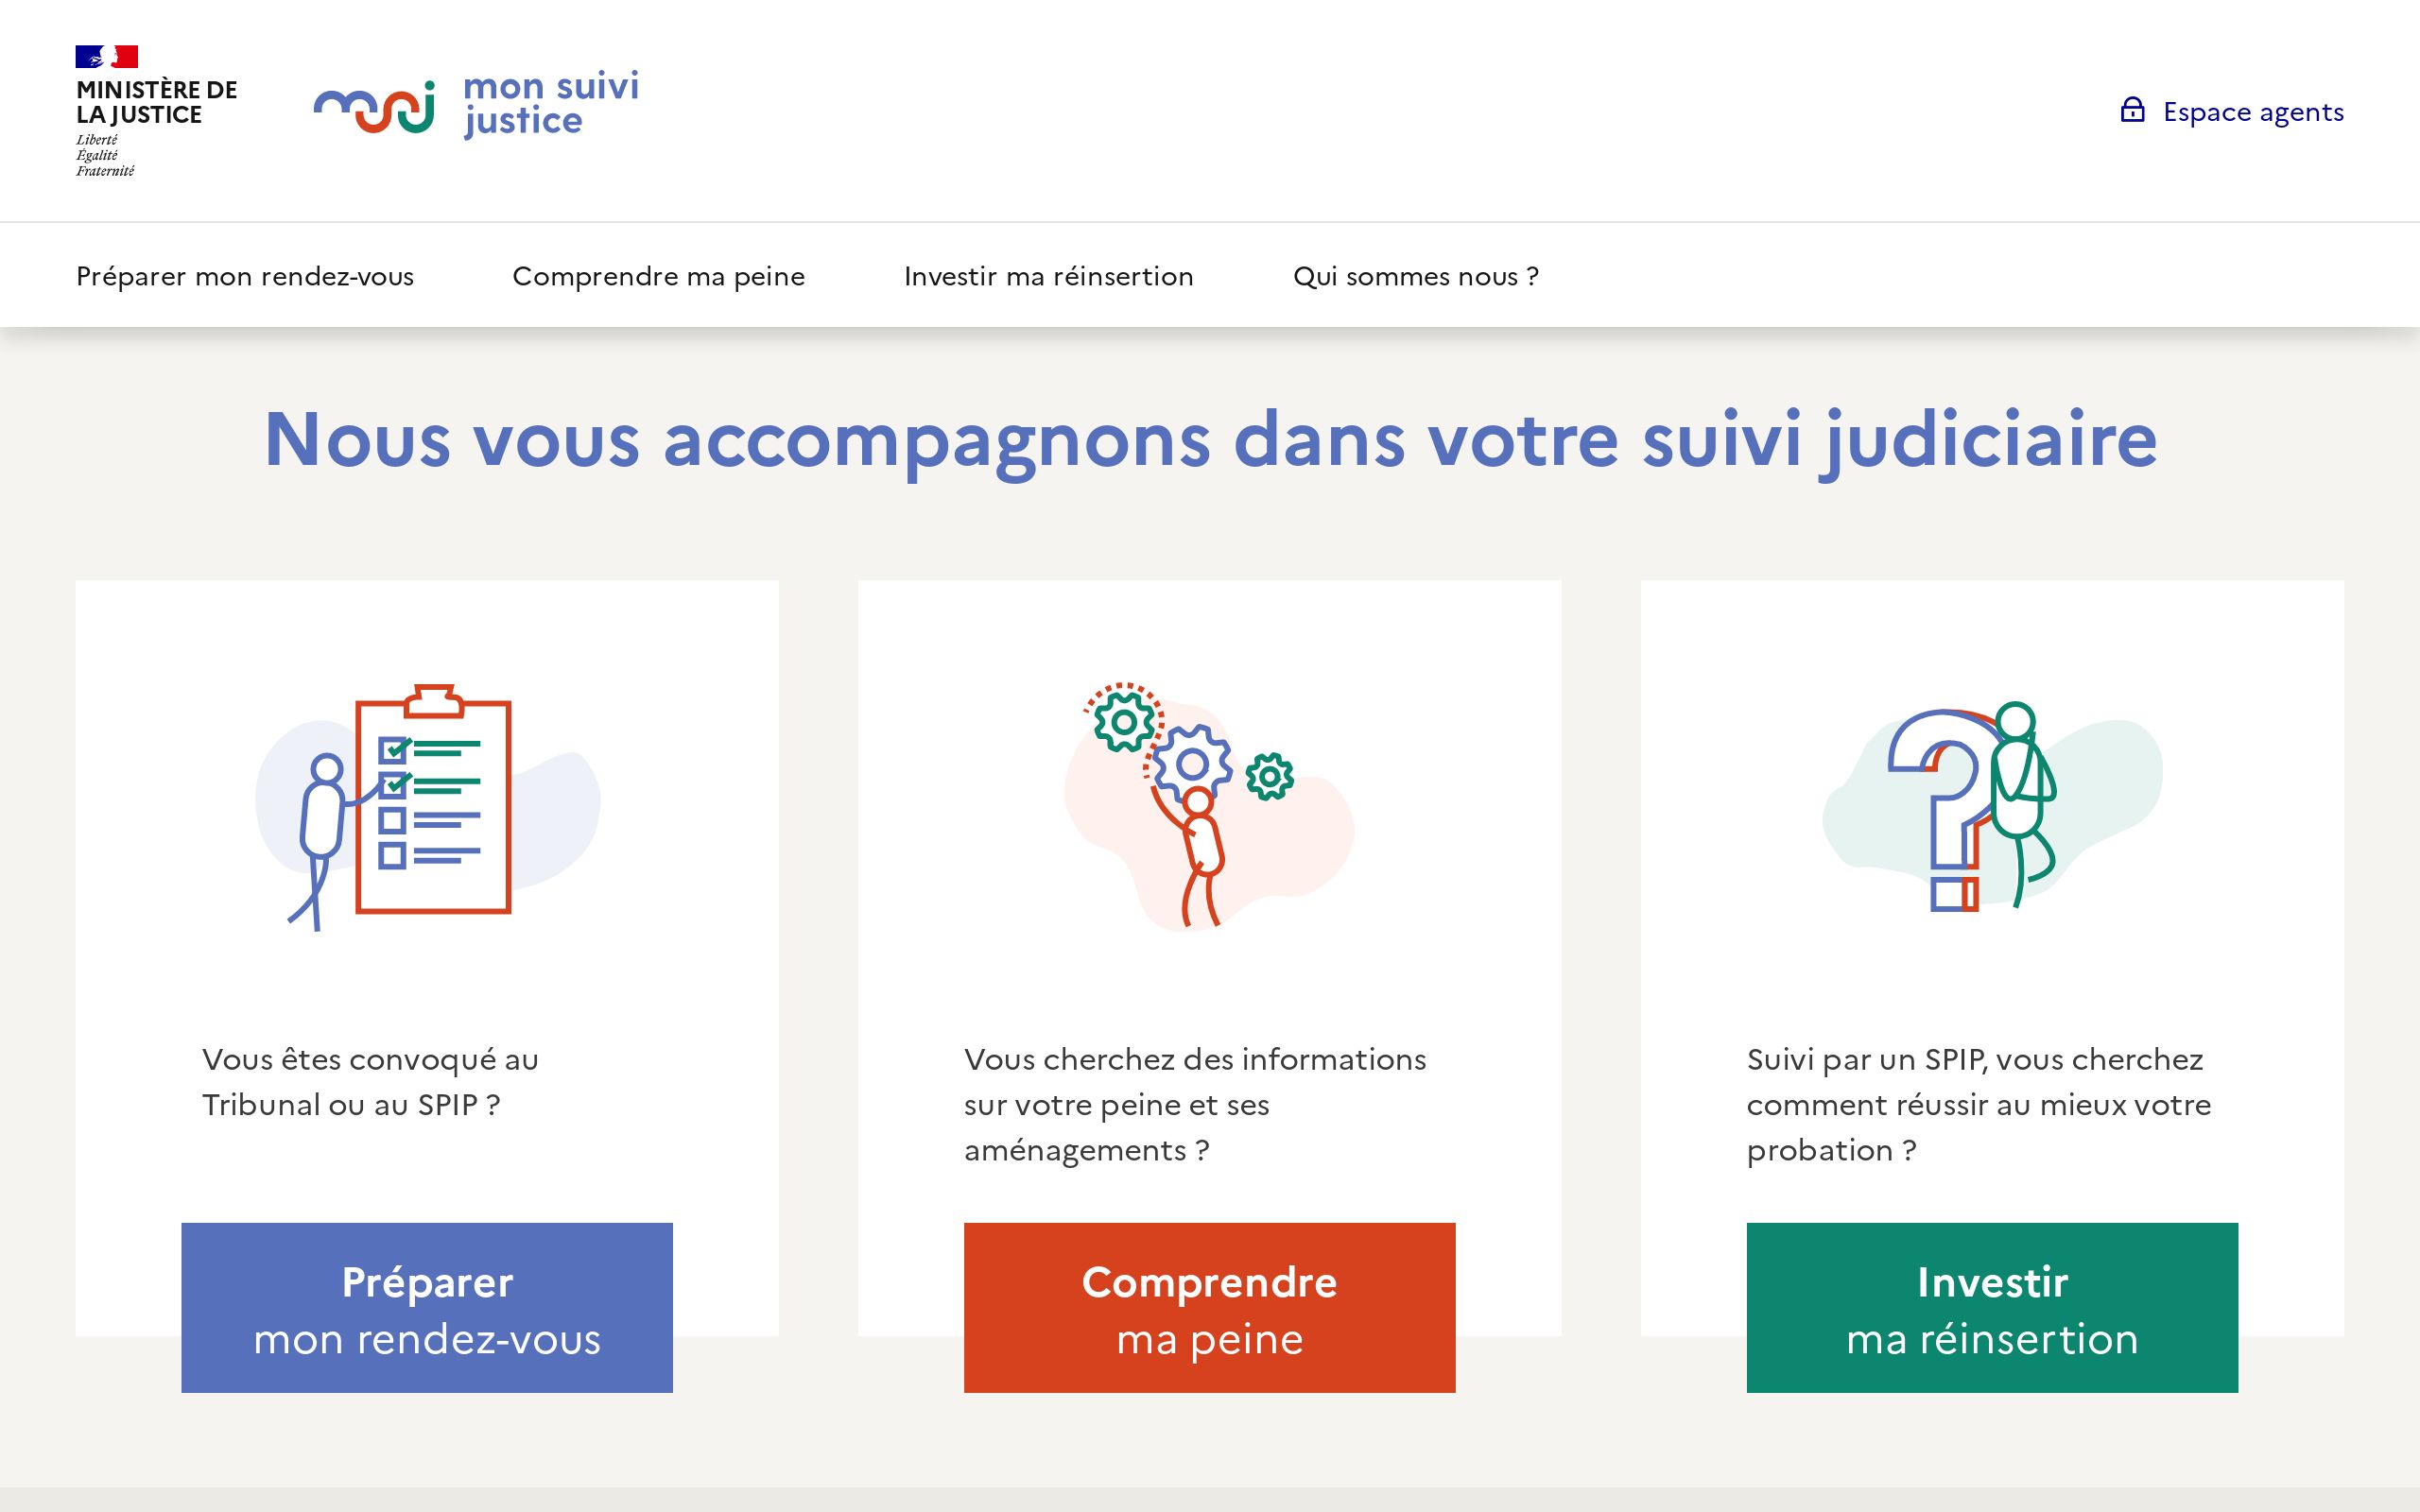 MINISTÈRE DE
LA JUSTICE
Liberté
Égalité
Fraternité
mon suivi
justice
Espace agents
Préparer mon rendez-vous
Comprendre ma peine
Investir ma réinsertion
Qui sommes nous ?
Nous vous accompagnons dans votre suivi judiciaire
Vous êtes convoqué au
Tribunal ou au SPIP ?
Préparer
mon rendez-vous
Vous cherchez des informations
sur votre peine et ses
aménagements ?
Comprendre
ma peine
Suivi par un SPIP, vous cherchez
comment réussir au mieux votre
probation ?
Investir
ma réinsertion